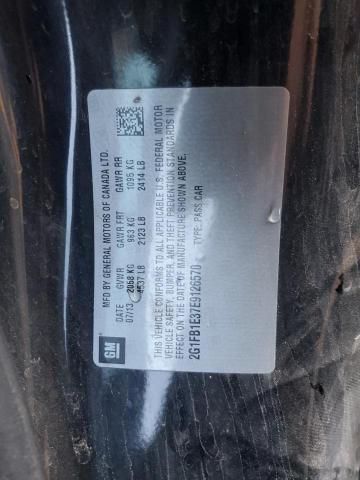 GM
MFD BY GENERAL MOTORS OF CANADA LTD.
DATE GVWR GAWR FRT GAWR RR
07/13 2058 KG 963 KG 1095 KG
4537 LB 2123 LB 2414 LB
THIS VEHICLE CONFORMS TO ALL APPLICABLE U.S. FEDERAL MOTOR
VEHICLE SAFETY, BUMPER, AND THEFT PREVENTION STANDARDS IN
EFFECT ON THE DATE OF MANUFACTURE SHOWN ABOVE.
2G1FB1E37E9126570 TYPE: PASS CAR